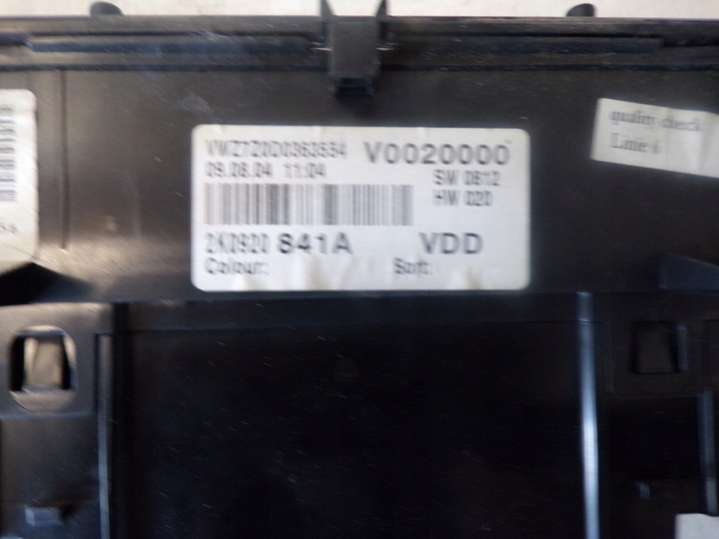 VWZ7Z0D0363554 V0020000
09.08.04 11:04 SW 0812
HW 020
2K0920 841A VDD
Colour: Soft:
quality check
Line 6